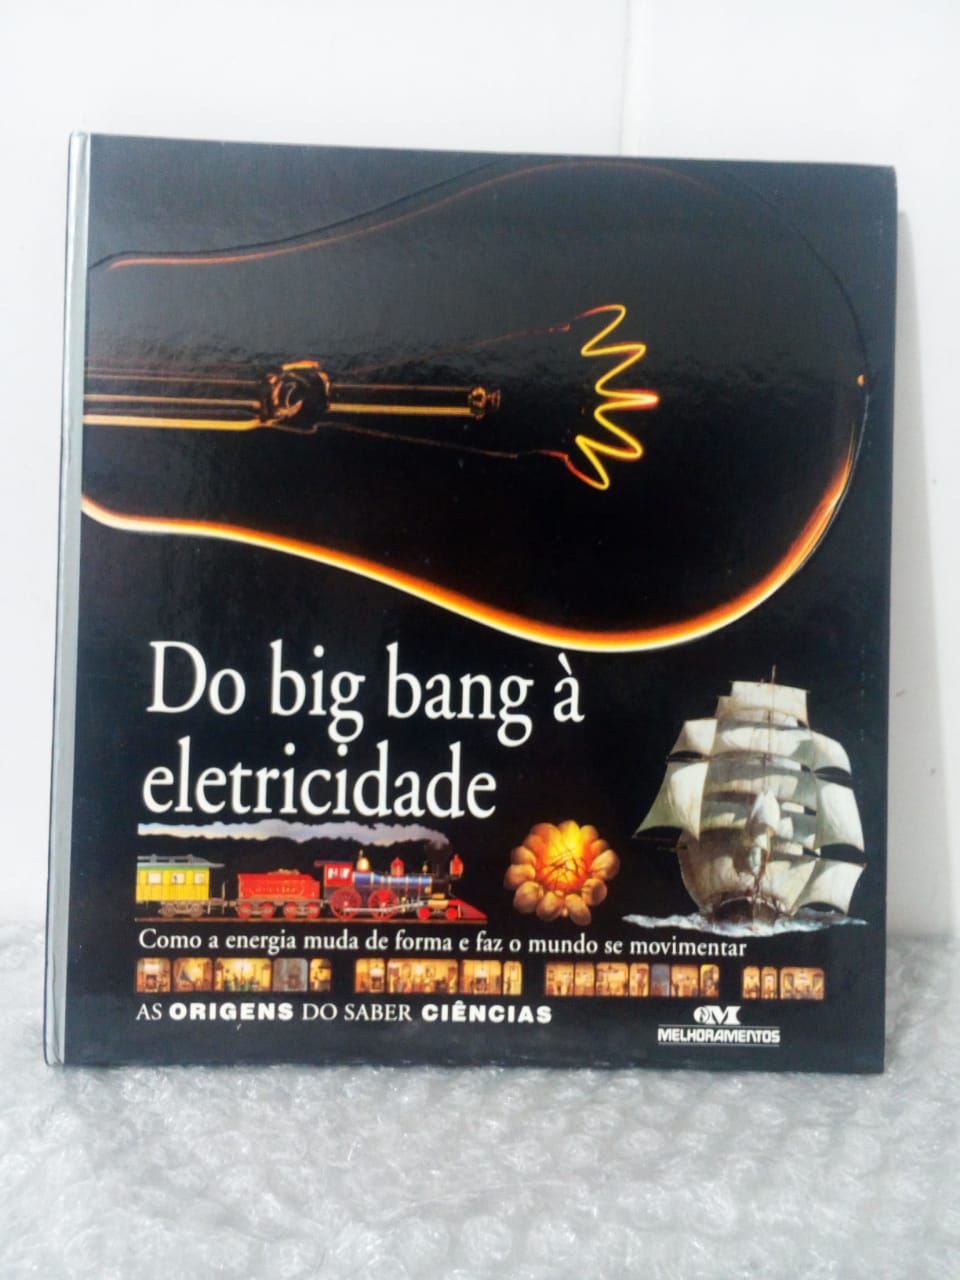 Do big bang à
eletricidade
Como a energia muda de forma e faz o mundo se movimentar
AS ORIGENS DO SABER CIÊNCIAS
MELHORAMENTOS